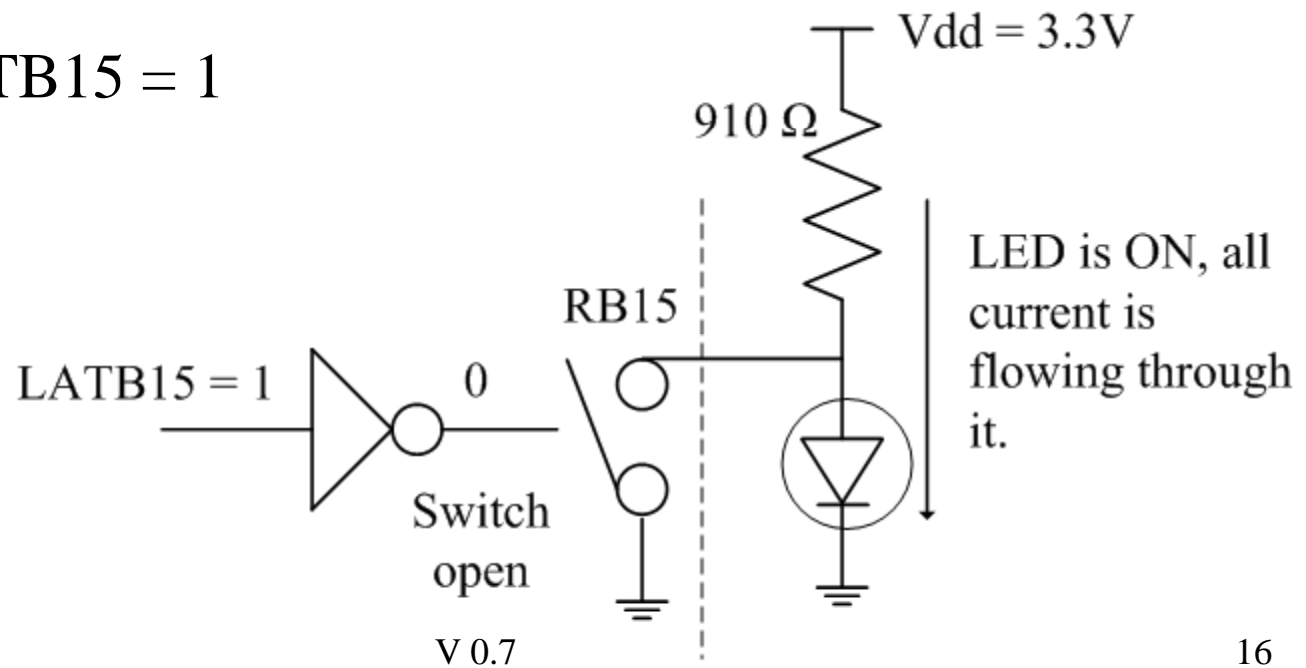 TB15 = 1
Vdd = 3.3V
910 Ω
RB15
LED is ON, all
current is
flowing through
it.
LATB15 = 1
0
Switch
open
V 0.7
16